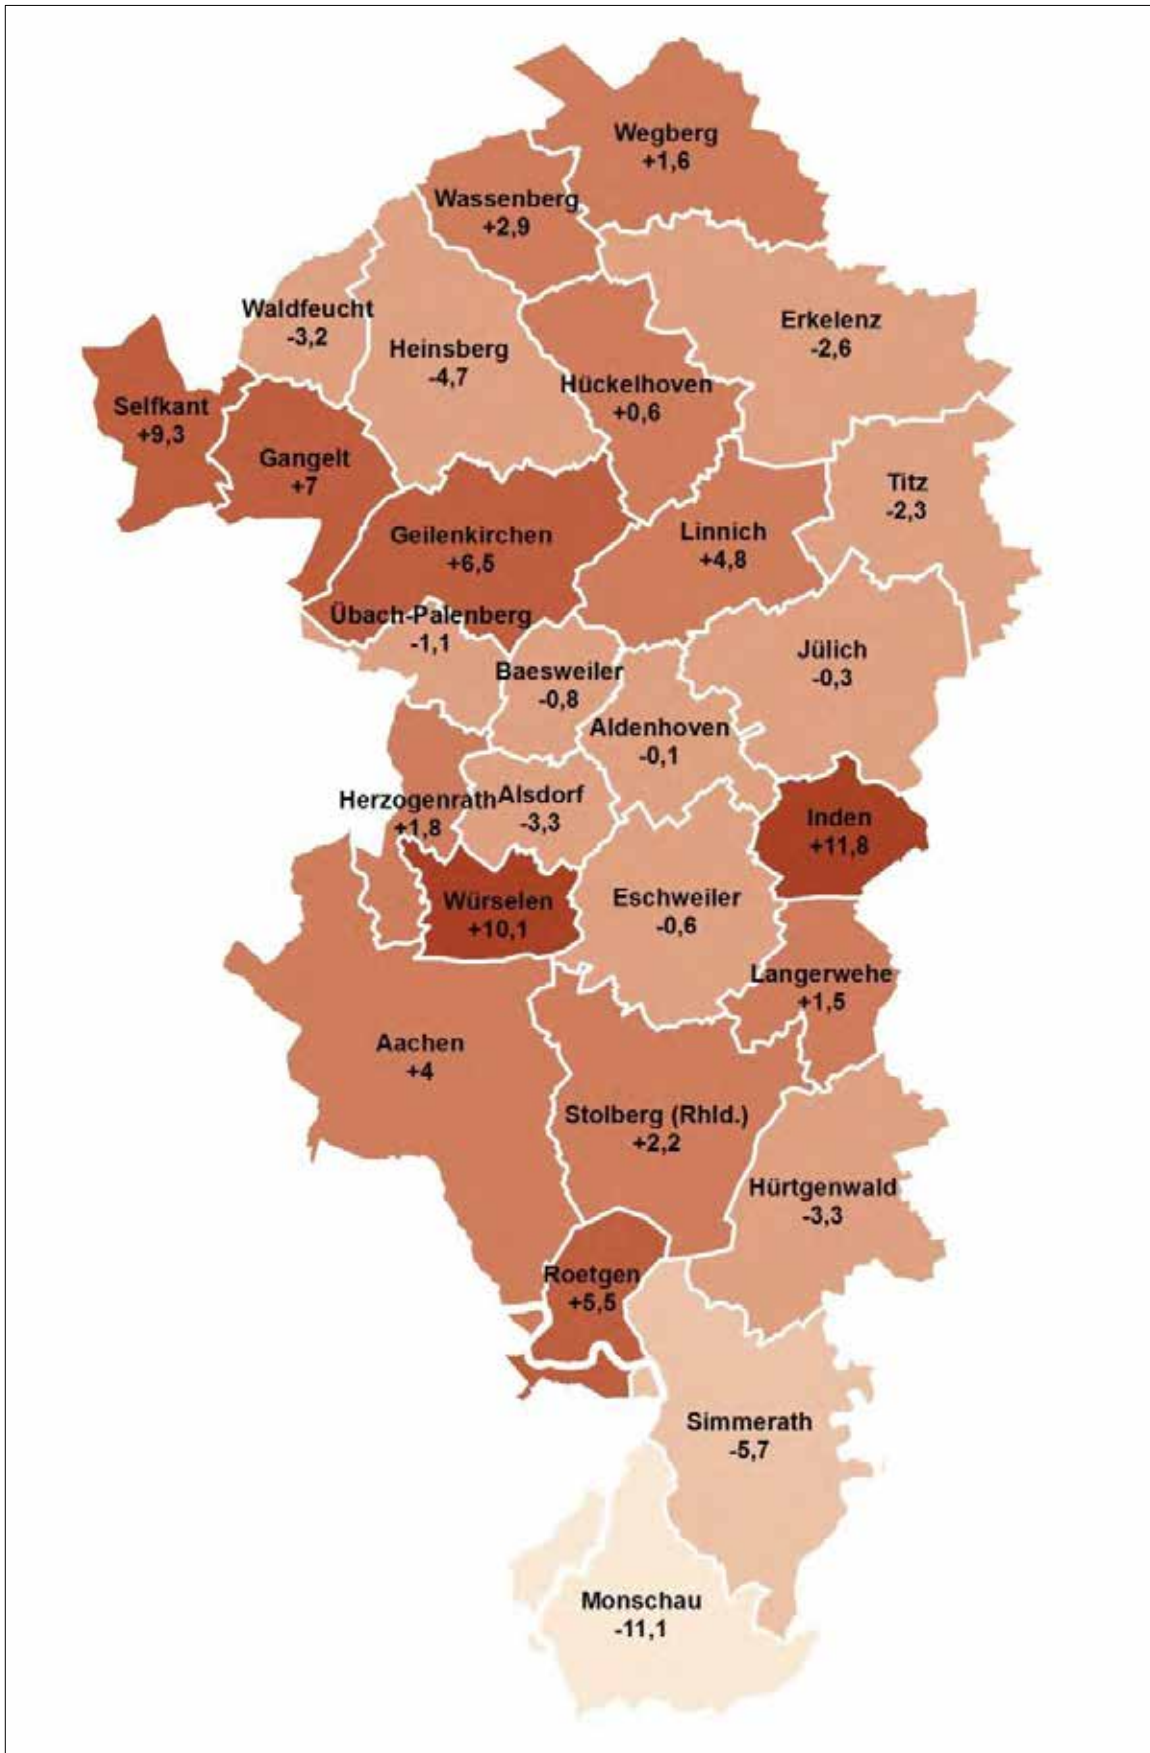 Wegberg
+1,6
Wassenberg
+2,9
Waldfeucht
-3,2
Heinsberg
-4,7
Erkelenz
-2,6
Hückelhoven
+0,6
Selfkant
+9,3
Gangelt
+7
Titz
-2,3
Geilenkirchen
+6,5
Linnich
+4,8
Übach-Palenberg
-1,1
Baesweiler
-0,8
Jülich
-0,3
Aldenhoven
-0,1
Herzogenrath
+1,8
Alsdorf
-3,3
Inden
+11,8
Würselen
+10,1
Eschweiler
-0,6
Langerwehe
+1,5
Aachen
+4
Stolberg (Rhld.)
+2,2
Hürtgenwald
-3,3
Roetgen
+5,5
Simmerath
-5,7
Monschau
-11,1